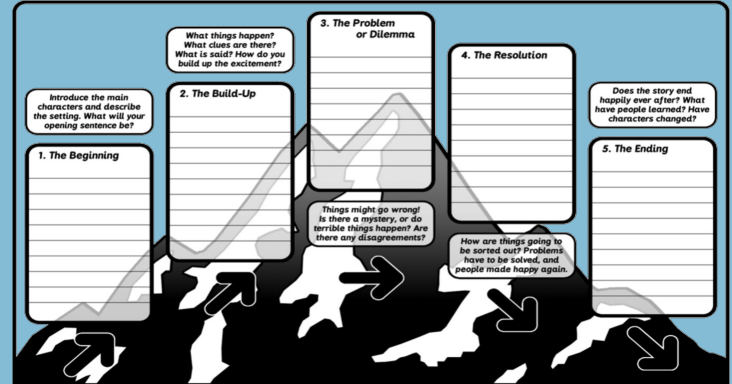 Introduce the main
characters and describe
the setting. What will your
opening sentence be?
1. The Beginning
What things happen?
What clues are there?
What is said? How do you
build up the excitement?
2. The Build-Up
3. The Problem
or Dilemma
Things might go wrong!
Is there a mystery, or do
terrible things happen? Are
there any disagreements?
4. The Resolution
How are things going to
be sorted out? Problems
have to be solved, and
people made happy again.
Does the story end
happily ever after? What
have people learned? Have
characters changed?
5. The Ending